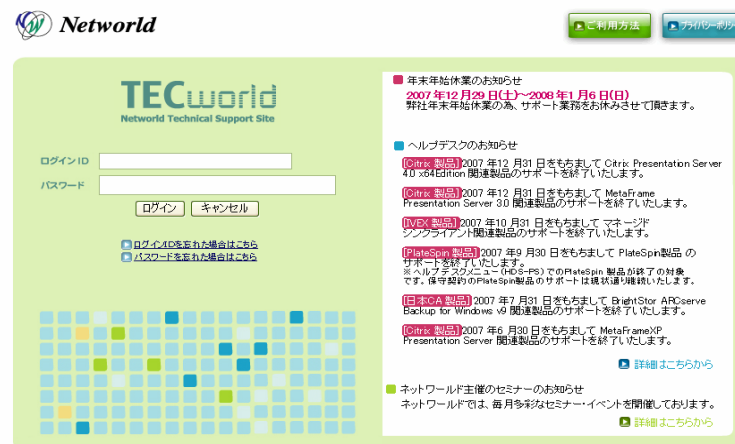 Networld
ご利用方法
プライバシーポリシ
TECworld
Networld Technical Support Site
ログインID
パスワード
ログイン キャンセル
ログインIDを忘れた場合はこちら
パスワードを忘れた場合はこちら
年末年始休業のお知らせ
2007年12月29日(土)~2008年1月6日(日)
弊社年末年始休業の為、サポート業務をお休みさせて頂きます。
ヘルプデスクのお知らせ
[Citrix 製品]2007 年12 月31 日をもちまして Citrix Presentation Server
4.0 x64Edition 関連製品のサポートを終了いたします。
[Citrix 製品]2007 年12 月31 日をもちまして MetaFrame
Presentation Server 3.0 関連製品のサポートを終了いたします。
[IVEX 製品]2007 年10 月31 日をもちまして マネージド
シンクライアント関連製品のサポートを終了いたします。
[PlateSpin 製品]2007 年9 月30 日をもちまして PlateSpin製品 の
サポートを終了いたします。
※ヘルプデスクメニュー(HDS-PS)でのPlateSpin 製品が終了の対象
です。保守契約のPlateSpin製品のサポートは現状通り継続いたします。
[日本CA 製品]2007 年7 月31 日をもちまして BrightStor ARCserve
Backup for Windows v9 関連製品のサポートを終了いたします。
[Citrix 製品]2007 年6 月30 日をもちまして MetaFrameXP
Presentation Server 関連製品のサポートを終了いたします。
詳細はこちらから
ネットワールド主催のセミナーのお知らせ
ネットワールドでは、毎月多彩なセミナー・イベントを開催しております。
詳細はこちらから